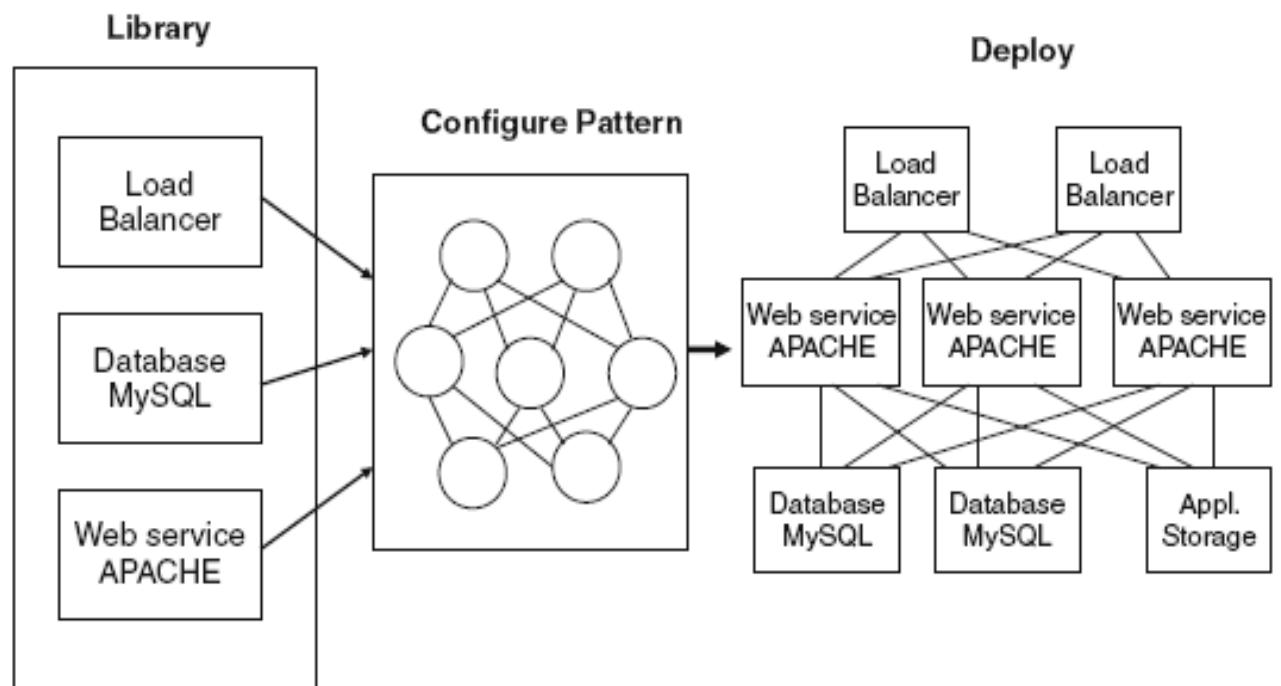 Library
Load
Balancer
Database
MySQL
Web service
APACHE
Configure Pattern
Deploy
Load
Balancer
Load
Balancer
Web service
APACHE
Web service
APACHE
Web service
APACHE
Database
MySQL
Database
MySQL
Appl.
Storage